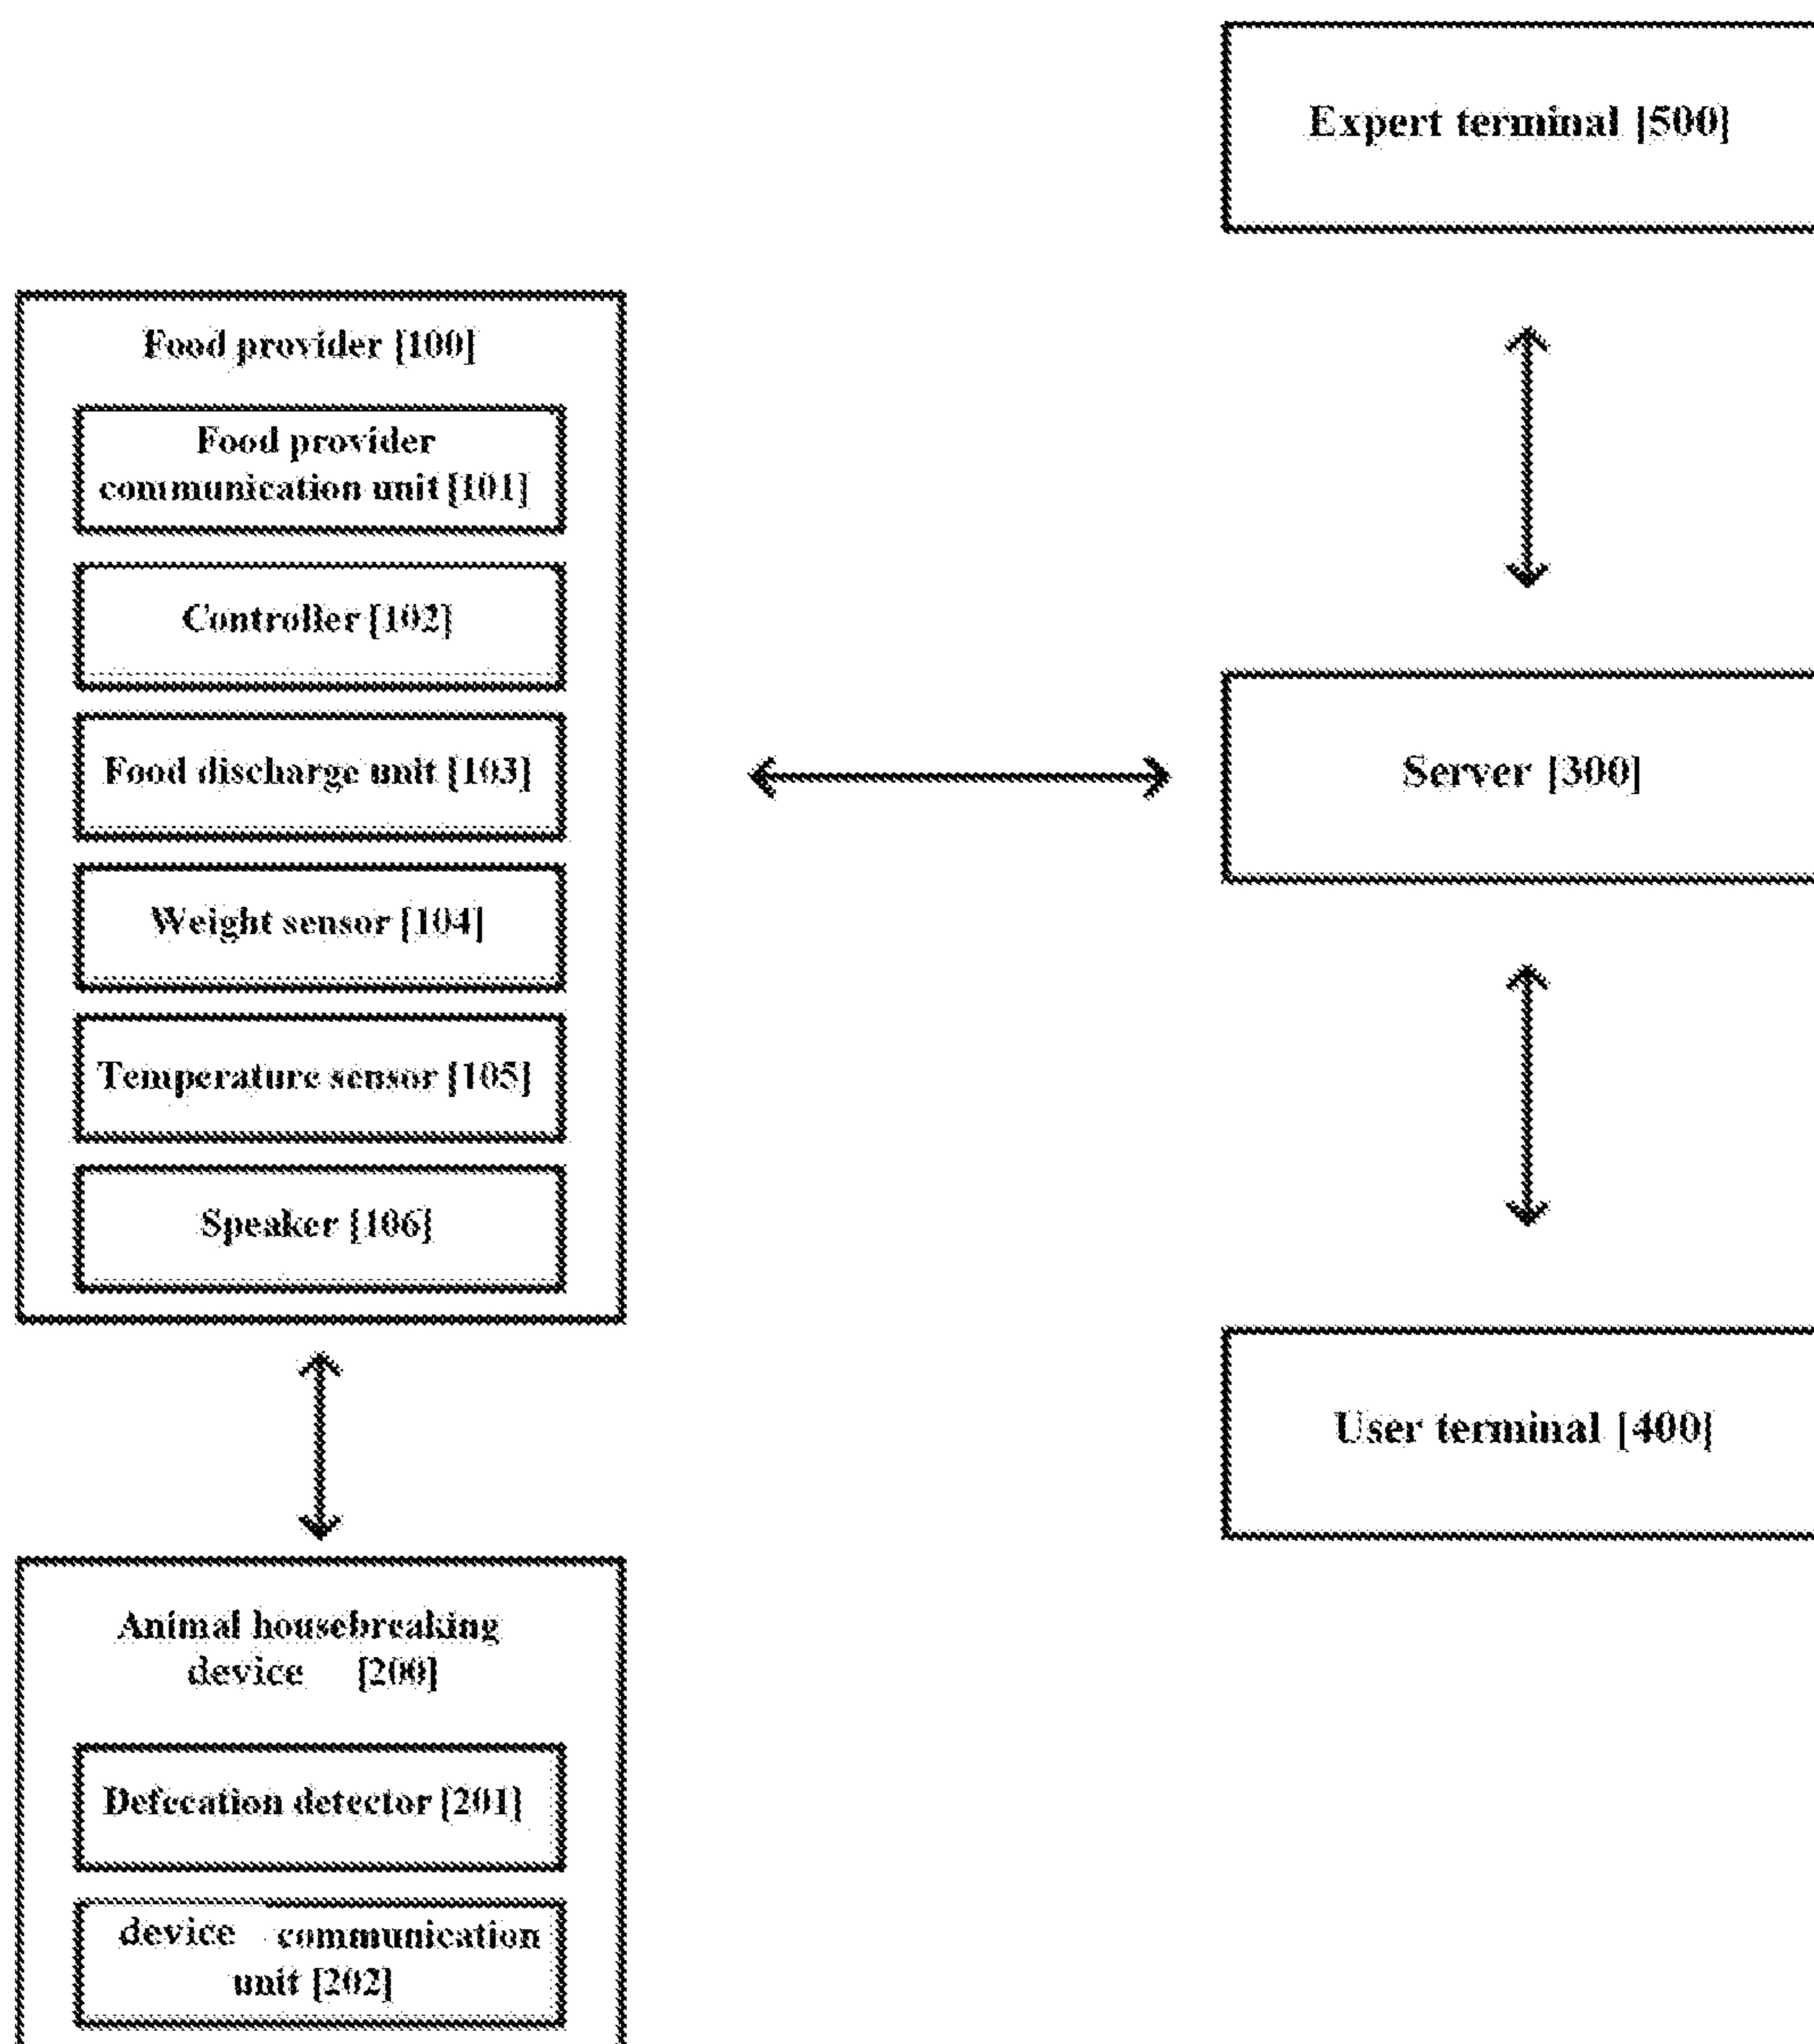 Expert terminal [500]
Food provider [100]
Food provider
communication unit [101]
Controller [102]
Food discharge unit [103]
Weight sensor [104]
Temperature sensor [105]
Speaker [106]
Server [300]
User terminal [400]
Animal housebreaking
device [200]
Defecation detector [201]
device communication
unit [202]